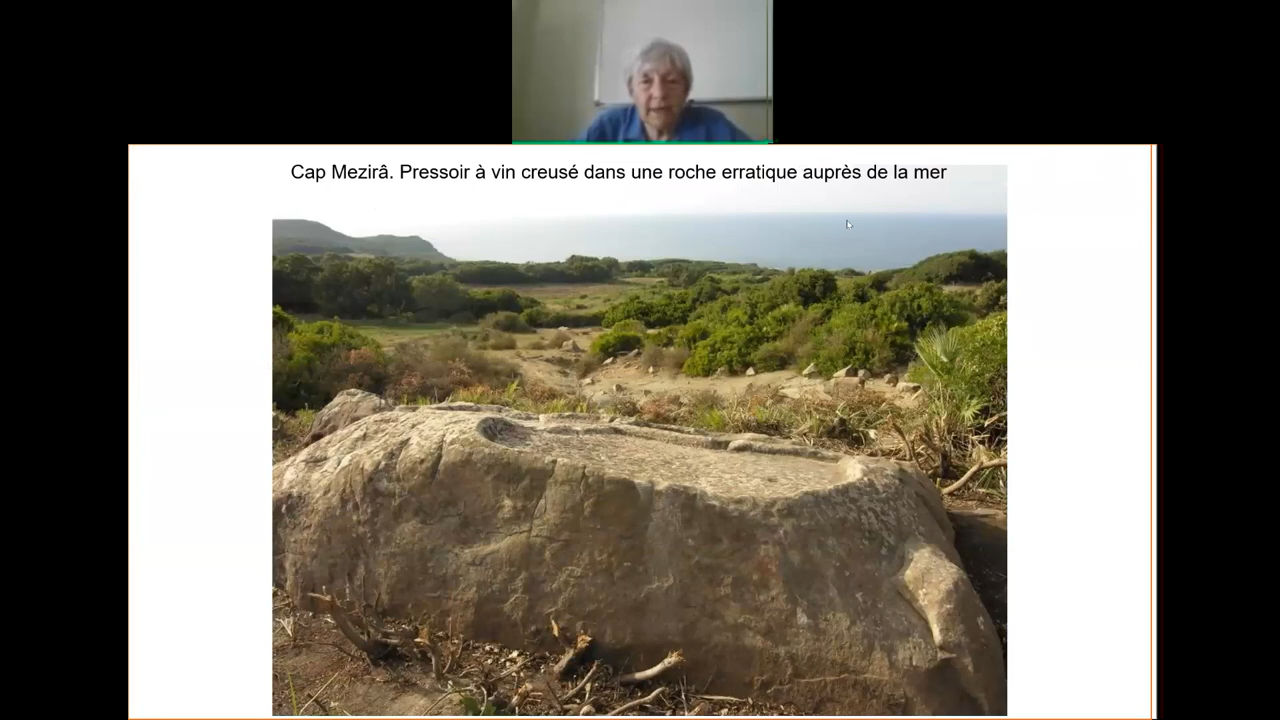 Cap Mezirâ. Pressoir à vin creusé dans une roche erratique auprès de la mer